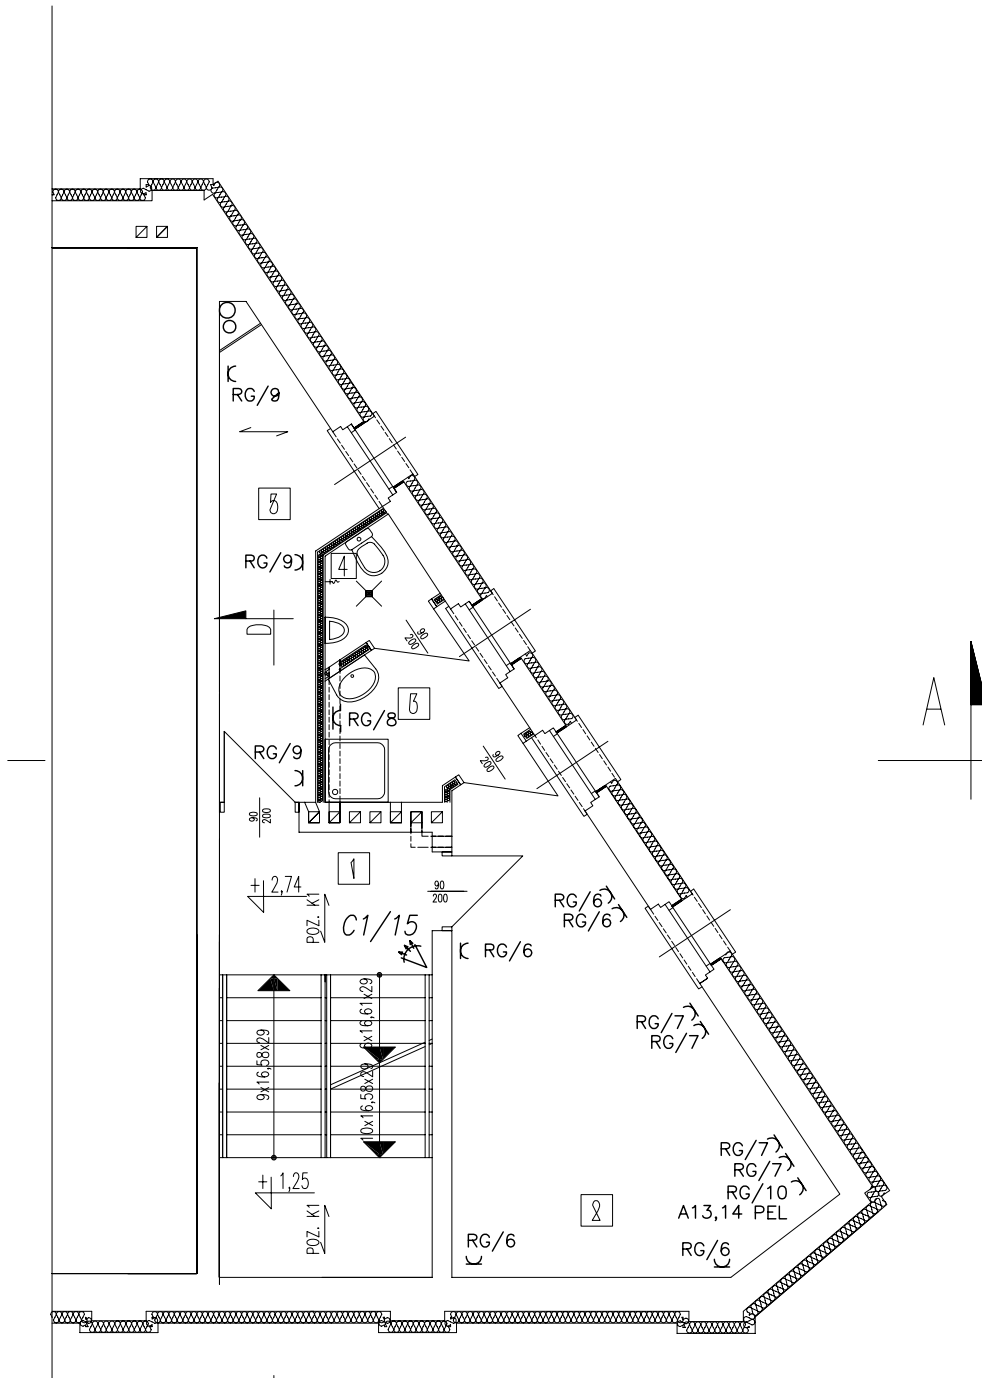 RG/9
RG/9
4
D
90
200
RG/8
RG/9
90
200
A
90
200
1
+2,74
POZ. K1
C1/15
90
200
RG/6
RG/6
RG/6
9x16,58x29
6x16,61x29
10x16,58x29
RG/7
RG/7
+1,25
POZ. K1
RG/7
RG/7
RG/10
A13,14 PEL
2
RG/6
RG/6